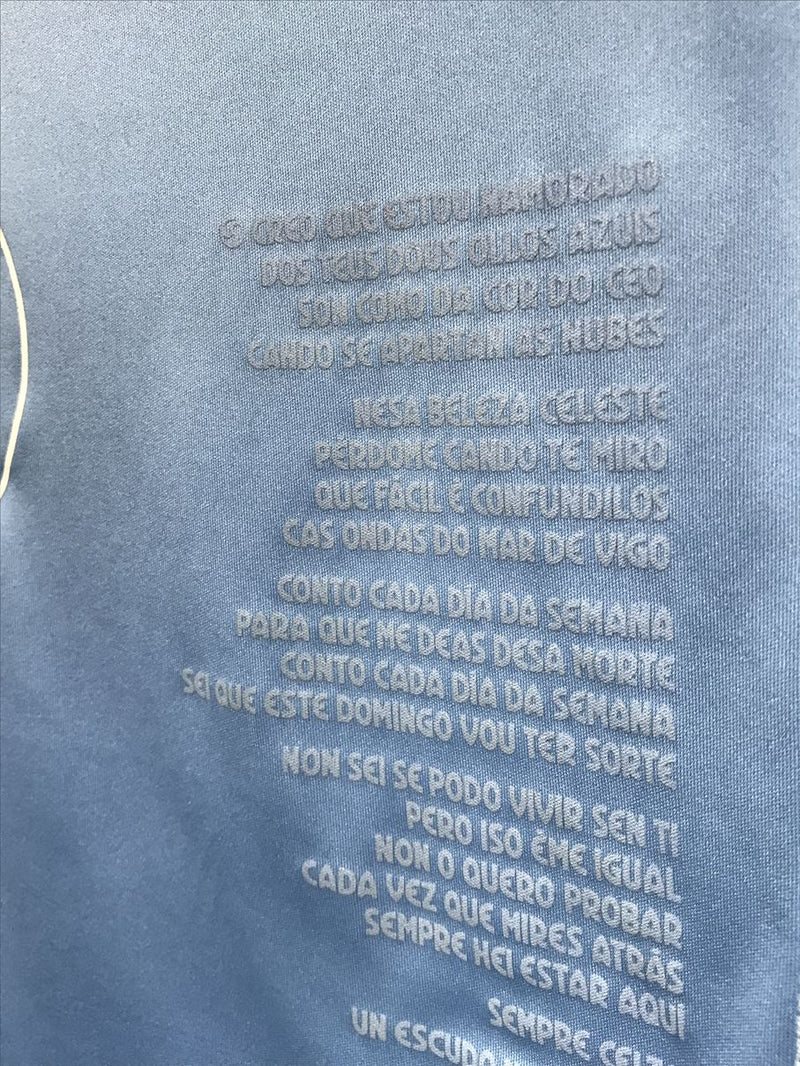 CREO QUE ESTOU NAMORADO
DOS TEUS DOUS OLLOS AZUIS
SON COMO DA COR DO CEO
CANDO SE APARTAN AS NUBES
NESA BELEZA CELESTE
PERDOME CANDO TE MIRO
QUE FÁCIL É CONFUNDILOS
CAS ONDAS DO MAR DE VIGO
CONTO CADA DÍA DA SEMANA
PARA QUE ME DEAS DESA MORTE
CONTO CADA DÍA DA SEMANA
SEI QUE ESTE DOMINGO VOU TER SORTE
NON SEI SE PODO VIVIR SEN TI
PERO ISO ÉME IGUAL
NON O QUERO PROBAR
CADA VEZ QUE MIRES ATRÁS
SEMPRE HEI ESTAR AQUÍ
SEMPRE
UN